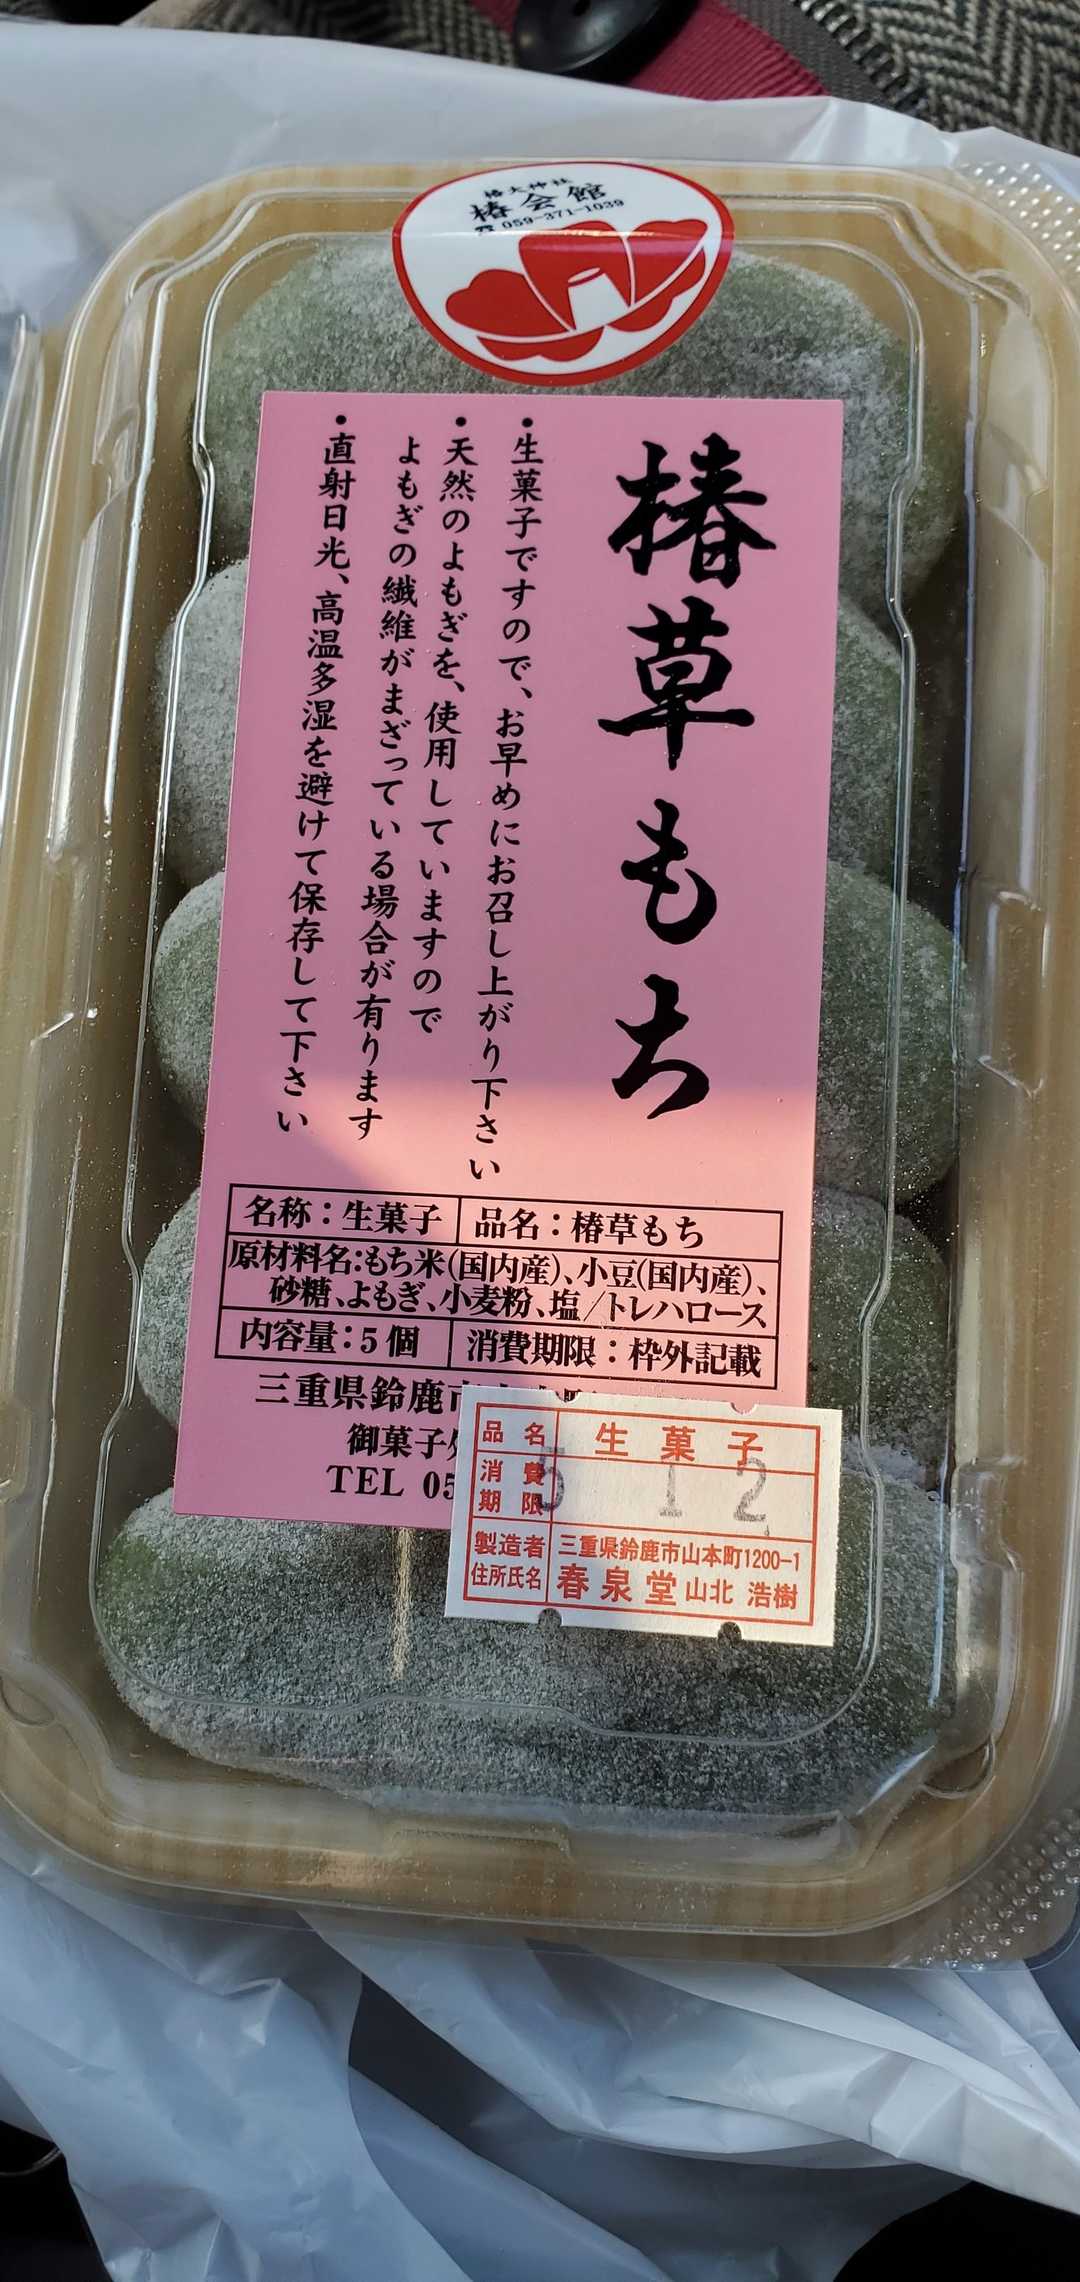 椿大神社
椿会館
☎059-371-1039
椿草もち
・生菓子ですので、お早めにお召し上がり下さい
・天然のよもぎを、使用していますので
よもぎの繊維がまざっている場合が有ります
・直射日光、高温多湿を避けて保存して下さい
名称：生菓子 品名：椿草もち
原材料名:もち米(国内産)、小豆(国内産)、
砂糖、よもぎ、小麦粉、塩/トレハロース
内容量：5個 消費期限：枠外記載
三重県鈴鹿市
御菓子
TEL 05
品名 生菓子
消費期限 1 2
製造者 三重県鈴鹿市山本町1200-1
住所氏名 春泉堂 山北 浩樹